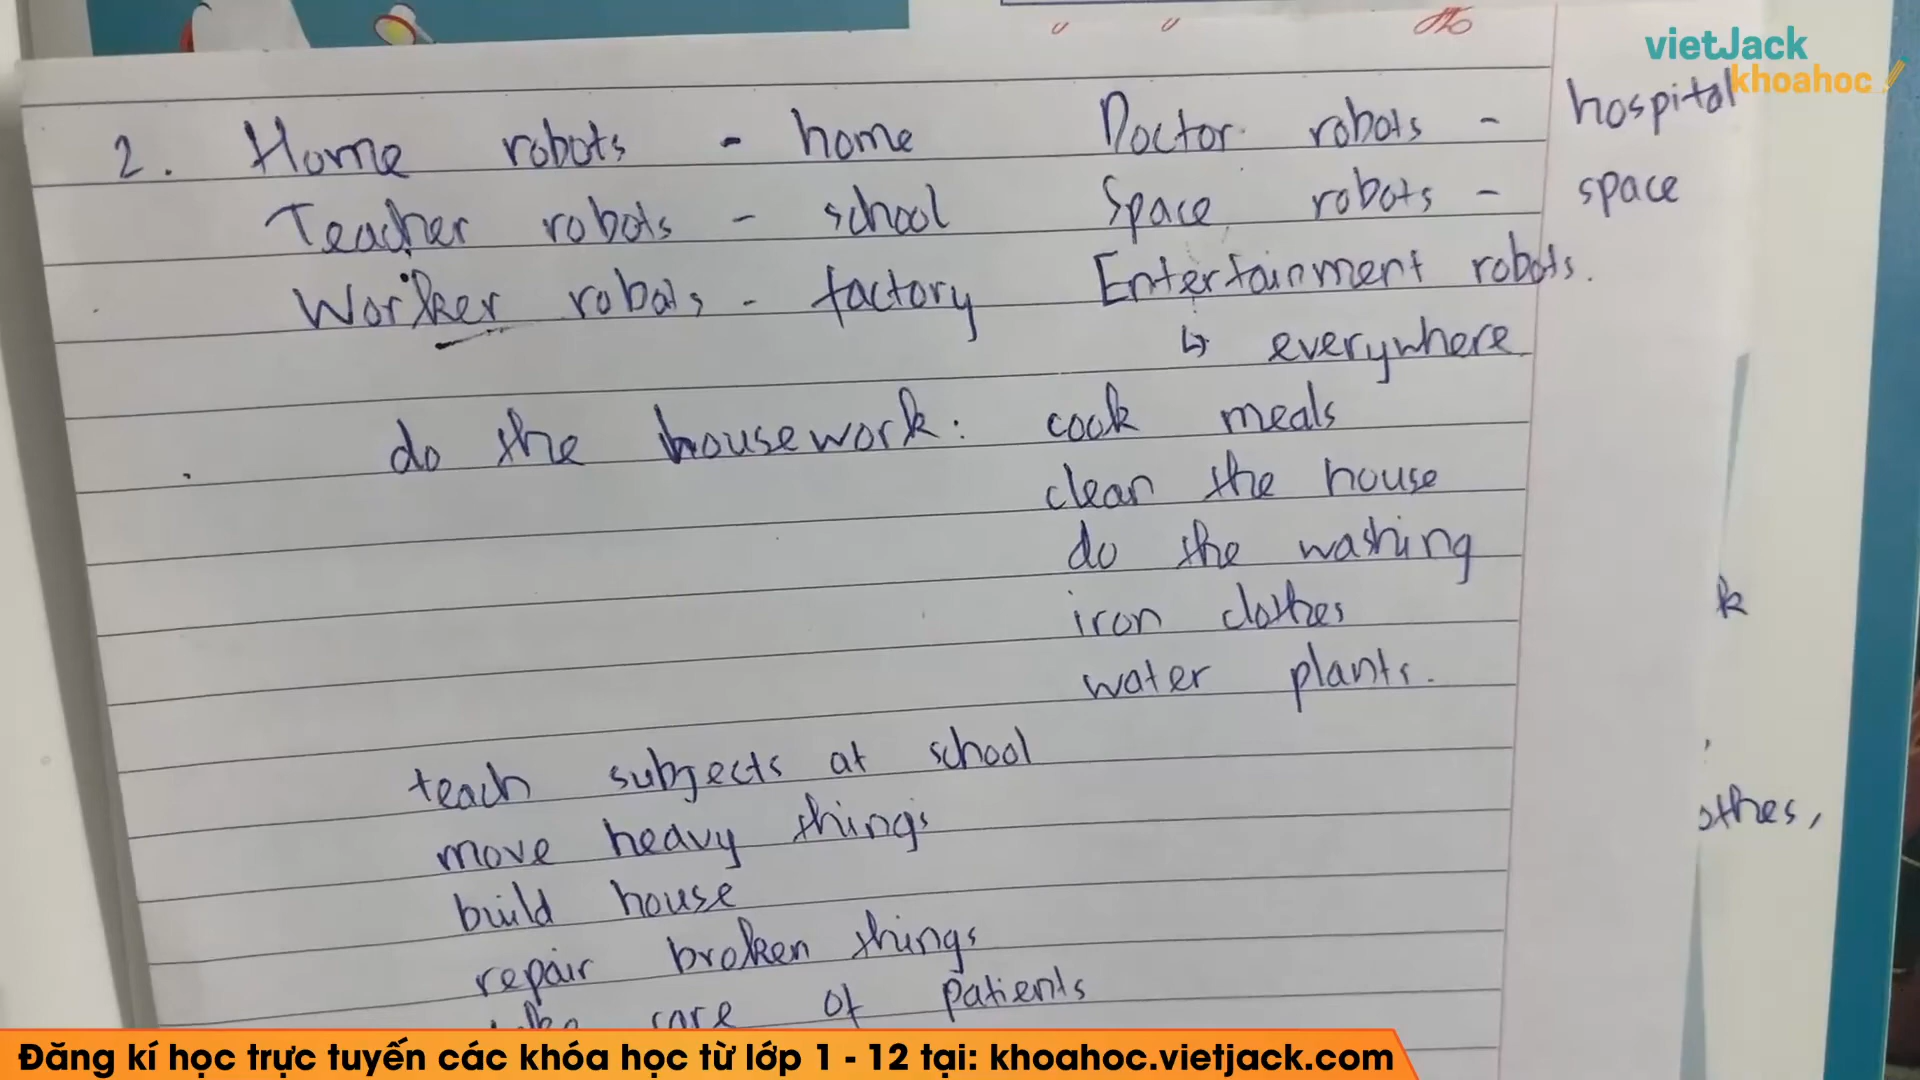 vietJack
khoahoc
2. Home robots - home
Teacher robots - school
Worker robots - factory
Doctor robots - hospital
Space robots - space
Entertainment robots.
↳ everywhere
do the housework: cook meals
clean the house
do the washing
iron clothes
water plants.
teach subjects at school
move heavy things
build house
repair broken things
care of patients
k
othes,
Đăng kí học trực tuyến các khóa học từ lớp 1 - 12 tại: khoahoc.vietjack.com